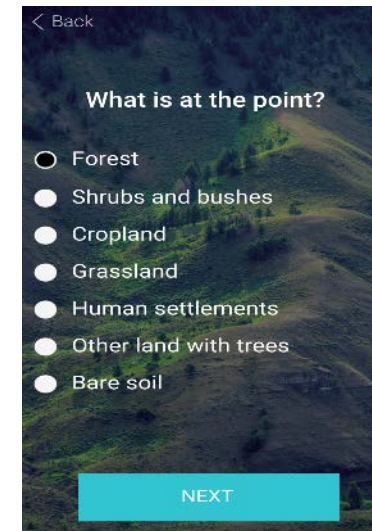 < Back
What is at the point?
Forest
Shrubs and bushes
Cropland
Grassland
Human settlements
Other land with trees
Bare soil
NEXT